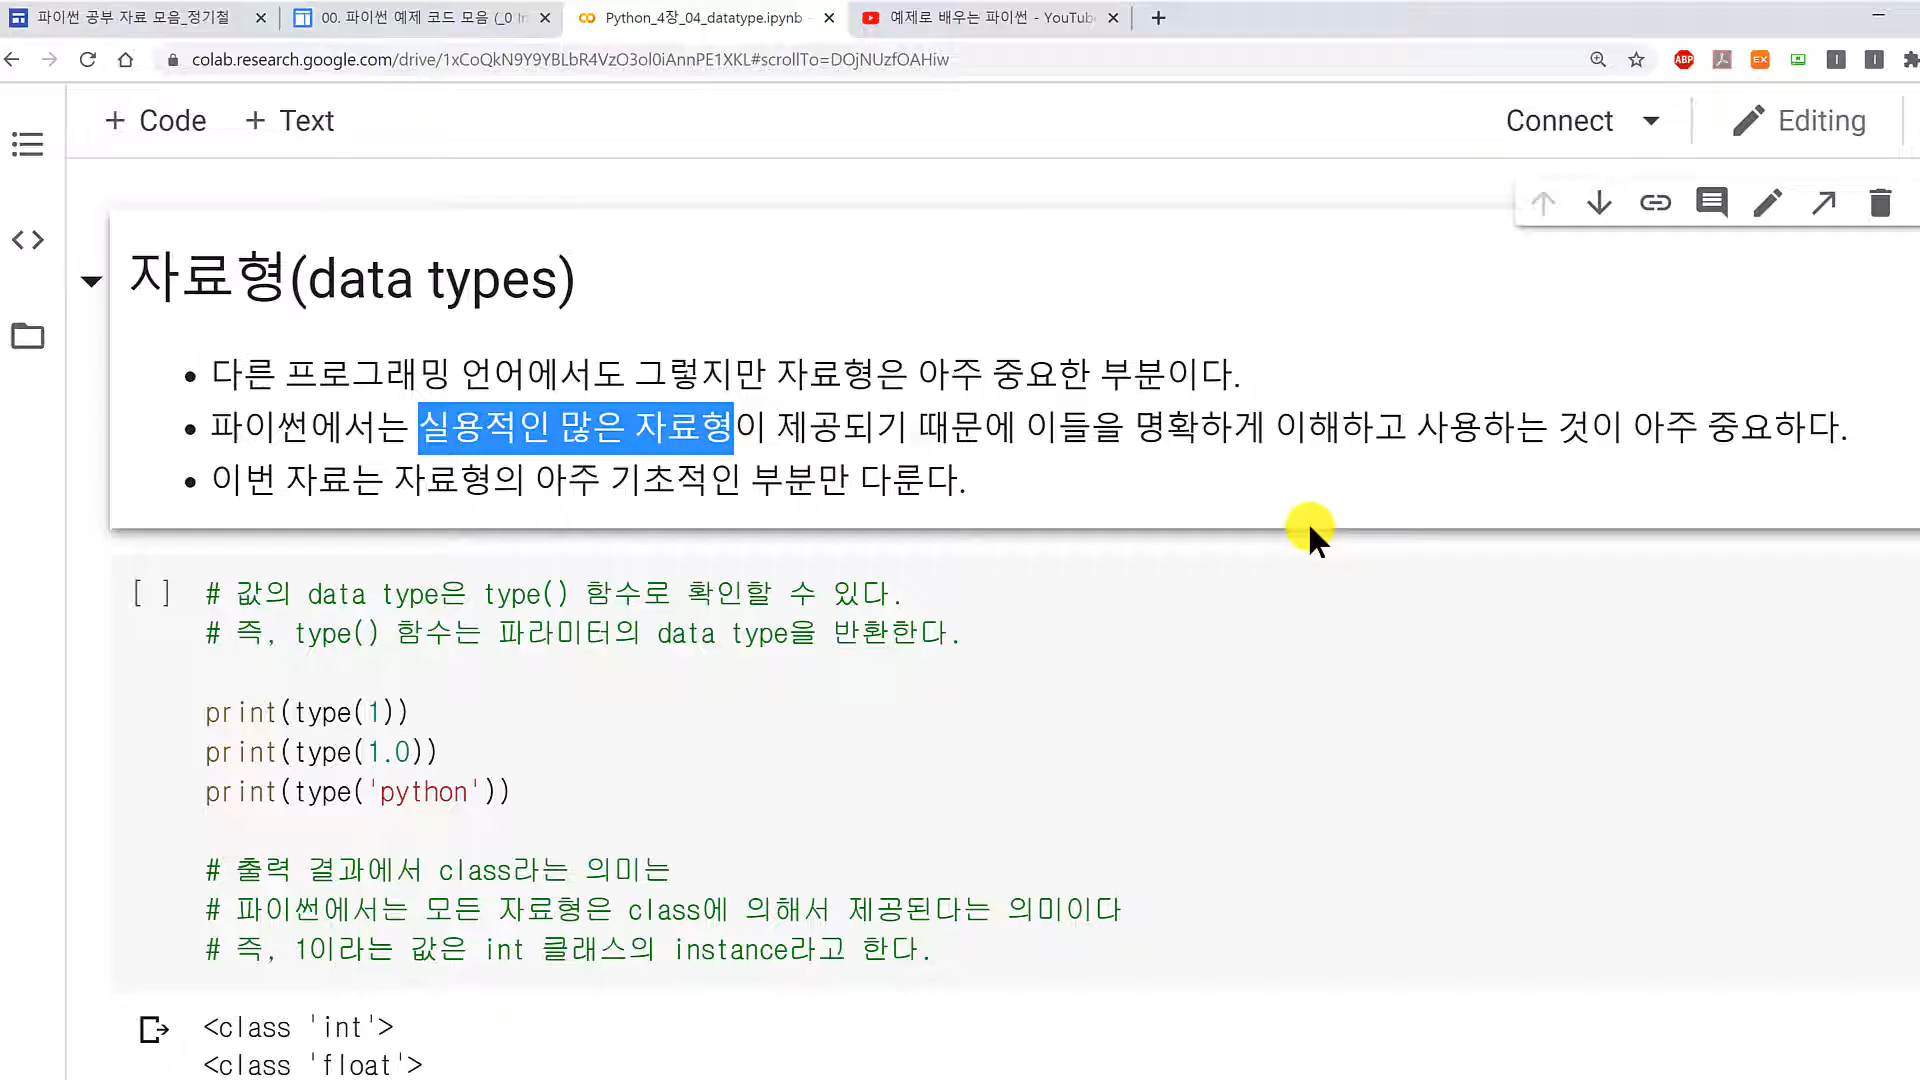 파이썬 공부 자료 모음_정기철
00. 파이썬 예제 코드 모음 (_0 In
Python_4장_04_datatype.ipynb -
예제로 배우는 파이썬 - YouTub
colab.research.google.com/drive/1xCoQkN9Y9YBLbR4VzO3ol0iAnnPE1XKL#scrollTo=DOjNUzfOAHiw
ABP
EX
+ Code + Text
Connect
Editing
자료형(data types)
• 다른 프로그래밍 언어에서도 그렇지만 자료형은 아주 중요한 부분이다.
• 파이썬에서는 실용적인 많은 자료형이 제공되기 때문에 이들을 명확하게 이해하고 사용하는 것이 아주 중요하다.
• 이번 자료는 자료형의 아주 기초적인 부분만 다룬다.
[ ] # 값의 data type은 type() 함수로 확인할 수 있다.
# 즉, type() 함수는 파라미터의 data type을 반환한다.
print(type(1))
print(type(1.0))
print(type('python'))
# 출력 결과에서 class라는 의미는
# 파이썬에서는 모든 자료형은 class에 의해서 제공된다는 의미이다
# 즉, 1이라는 값은 int 클래스의 instance라고 한다.
<class 'int'>
<class 'float'>